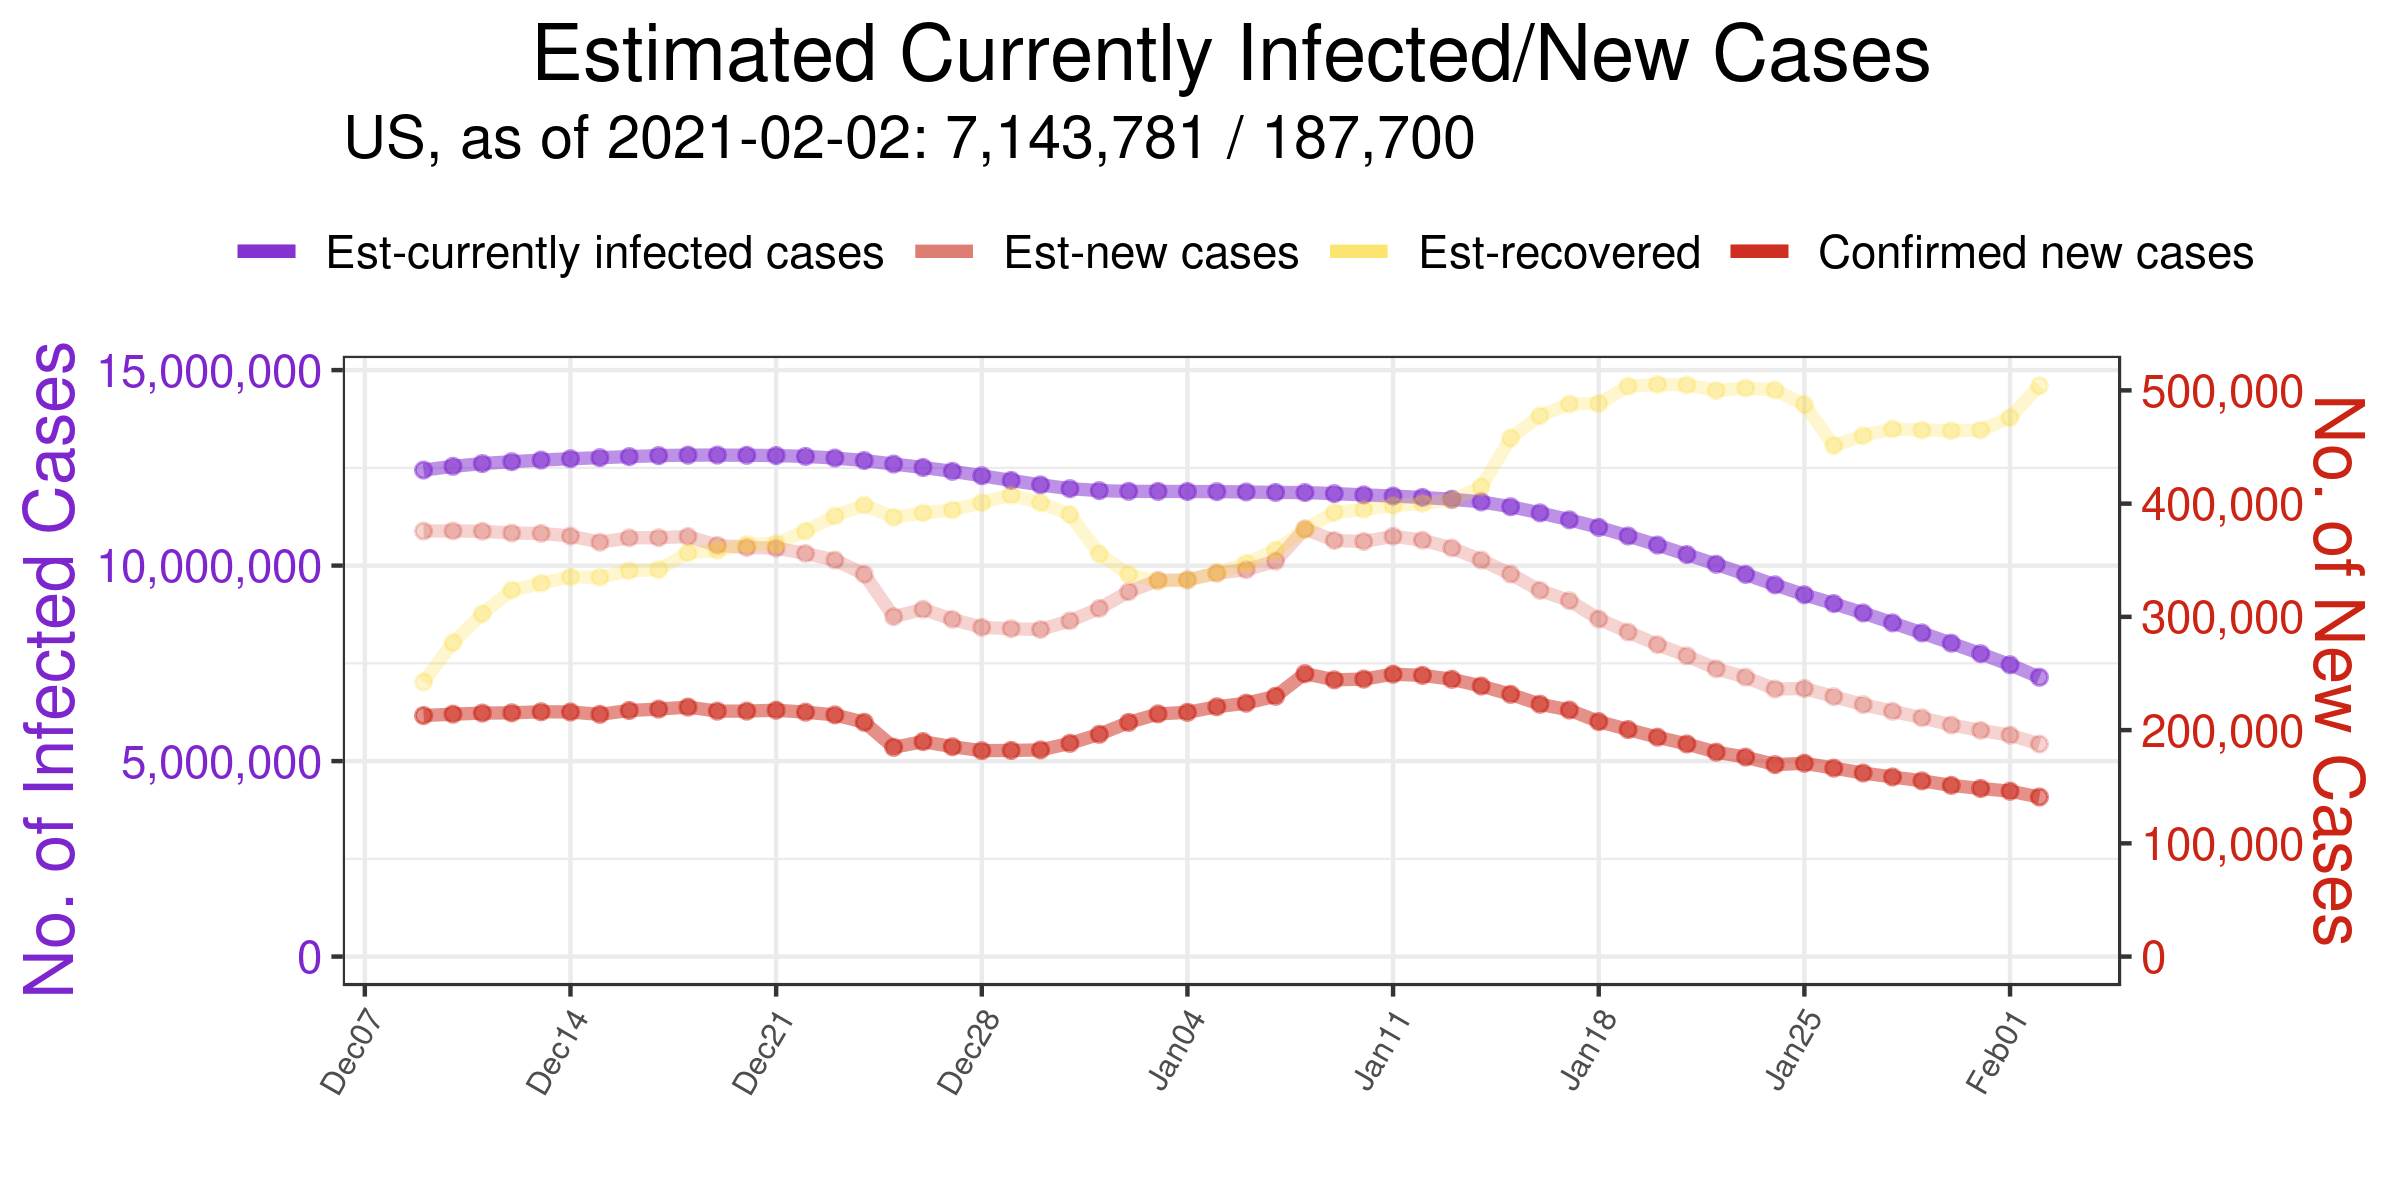 Estimated Currently Infected/New Cases
US, as of 2021-02-02: 7,143,781 / 187,700
Est-currently infected cases Est-new cases Est-recovered Confirmed new cases
No. of Infected Cases
15,000,000
10,000,000
5,000,000
0
500,000
400,000
300,000
200,000
100,000
0
No. of New Cases
Dec07 Dec14 Dec21 Dec28 Jan04 Jan11 Jan18 Jan25 Feb01